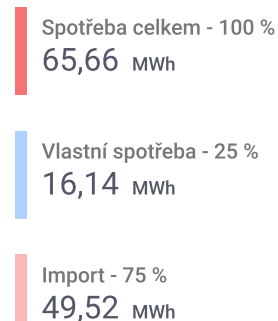 Spotřeba celkem - 100 %
65,66 MWh
Vlastní spotřeba - 25 %
16,14 MWh
Import - 75 %
49,52 MWh